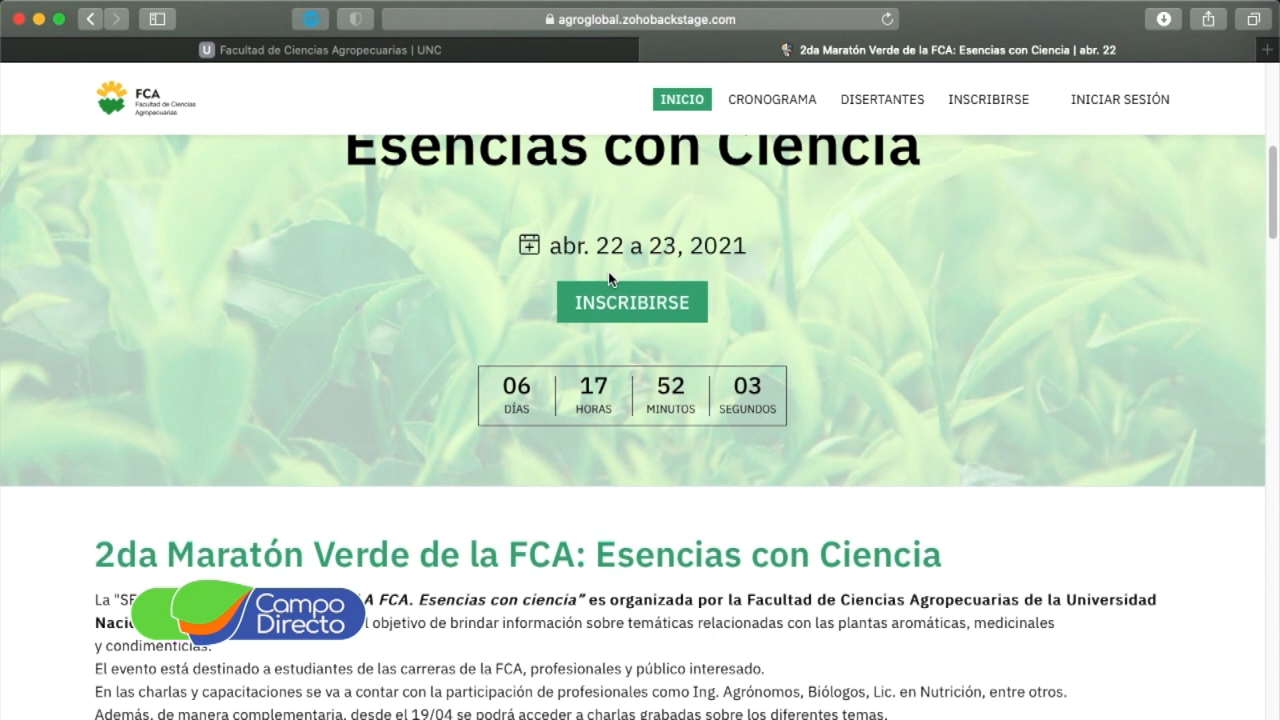 agroglobal.zohobackstage.com
U Facultad de Ciencias Agropecuarias | UNC
2da Maratón Verde de la FCA: Esencias con Ciencia | abr. 22
FCA
Facultad de Ciencias
Agropecuarias
INICIO CRONOGRAMA DISERTANTES INSCRIBIRSE INICIAR SESIÓN
Esencias con Ciencia
abr. 22 a 23, 2021
INSCRIBIRSE
06 17 52 03
DÍAS HORAS MINUTOS SEGUNDOS
2da Maratón Verde de la FCA: Esencias con Ciencia
La "SE A FCA. Esencias con ciencia” es organizada por la Facultad de Ciencias Agropecuarias de la Universidad
l objetivo de brindar información sobre temáticas relacionadas con las plantas aromáticas, medicinales
y condimenticias.
Campo
Directo
El evento está destinado a estudiantes de las carreras de la FCA, profesionales y público interesado.
En las charlas y capacitaciones se va a contar con la participación de profesionales como Ing. Agrónomos, Biólogos, Lic. en Nutrición, entre otros.
Además, de manera complementaria, desde el 19/04 se podrá acceder a charlas grabadas sobre los diferentes temas.